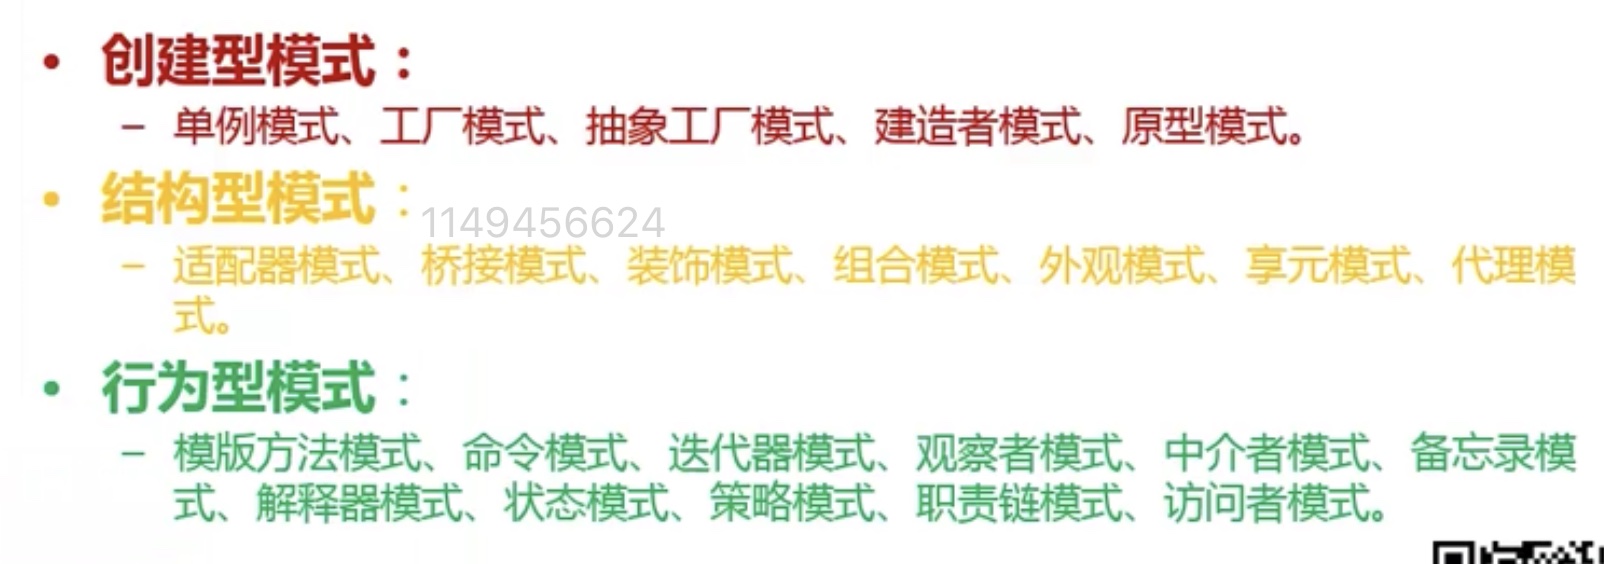 • 创建型模式：
– 单例模式、工厂模式、抽象工厂模式、建造者模式、原型模式。
• 结构型模式：
1149456624
– 适配器模式、桥接模式、装饰模式、组合模式、外观模式、享元模式、代理模
式。
• 行为型模式：
– 模版方法模式、命令模式、迭代器模式、观察者模式、中介者模式、备忘录模
式、解释器模式、状态模式、策略模式、职责链模式、访问者模式。